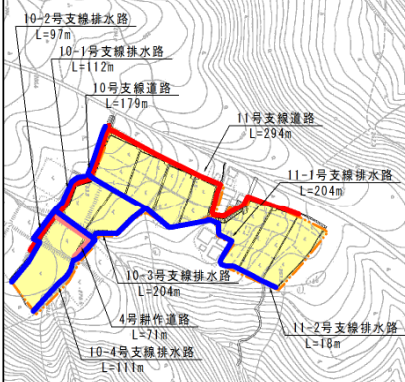 10-2号支線排水路
L=97m
10-1号支線排水路
L=112m
10号支線道路
L=179m
11号支線道路
L=294m
11-1号支線排水路
L=204m
10-3号支線排水路
L=204m
4号耕作道路
L=71m
11-2号支線排水路
L=18m
10-4号支線排水路
L=111m